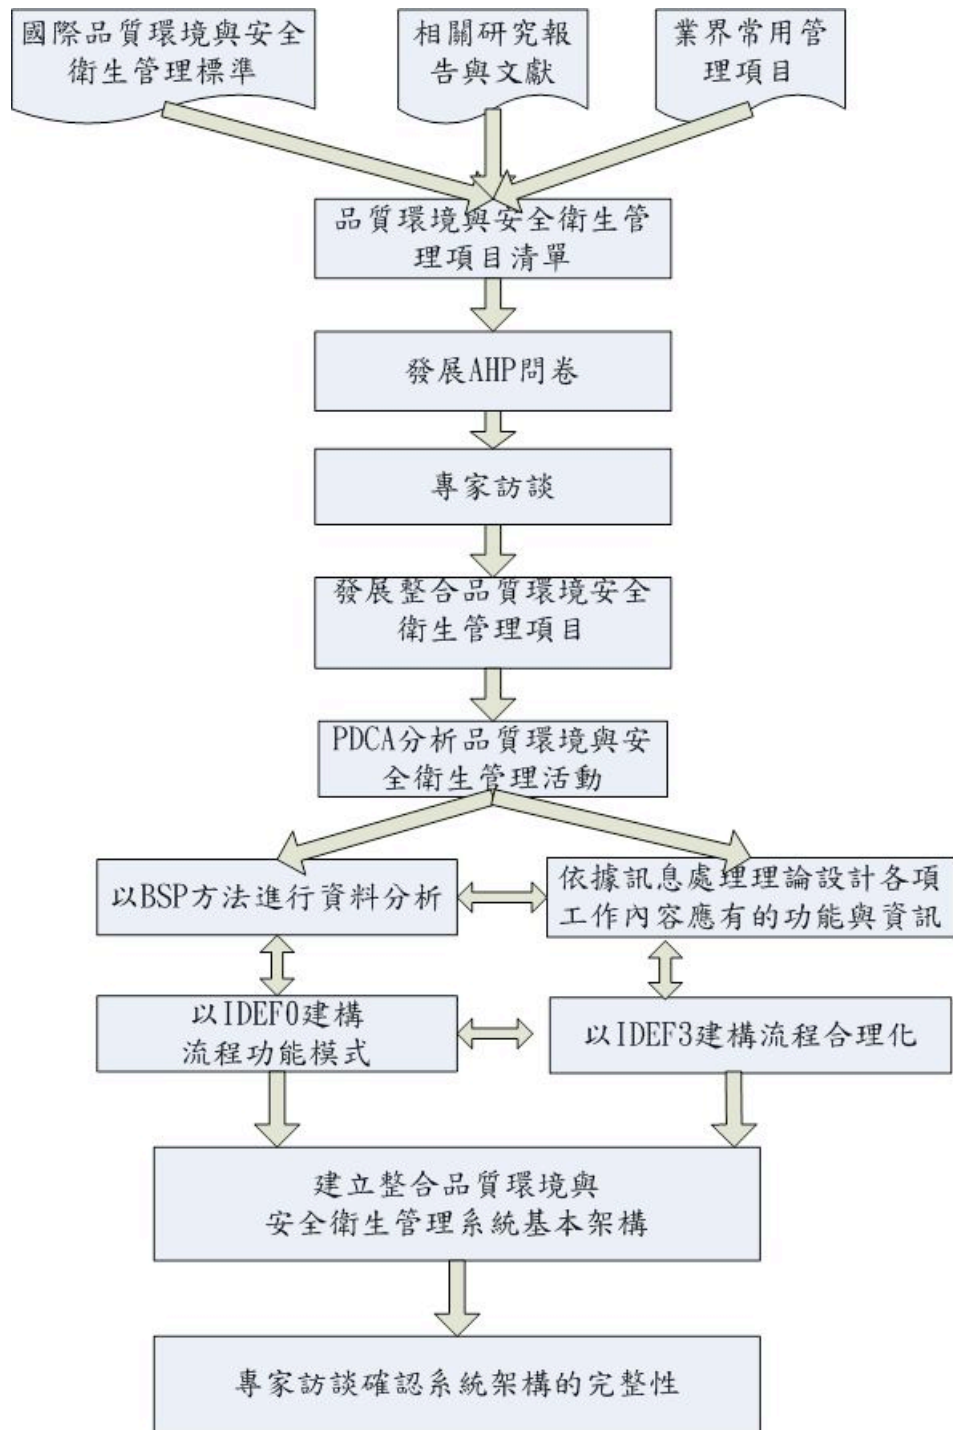 國際品質環境與安全
衛生管理標準
相關研究報
告與文獻
業界常用管
理項目
品質環境與安全衛生管
理項目清單
發展AHP問卷
專家訪談
發展整合品質環境安全
衛生管理項目
PDCA分析品質環境與安
全衛生管理活動
以BSP方法進行資料分析
依據訊息處理理論設計各項
工作內容應有的功能與資訊
以IDEF0建構
流程功能模式
以IDEF3建構流程合理化
建立整合品質環境與
安全衛生管理系統基本架構
專家訪談確認系統架構的完整性